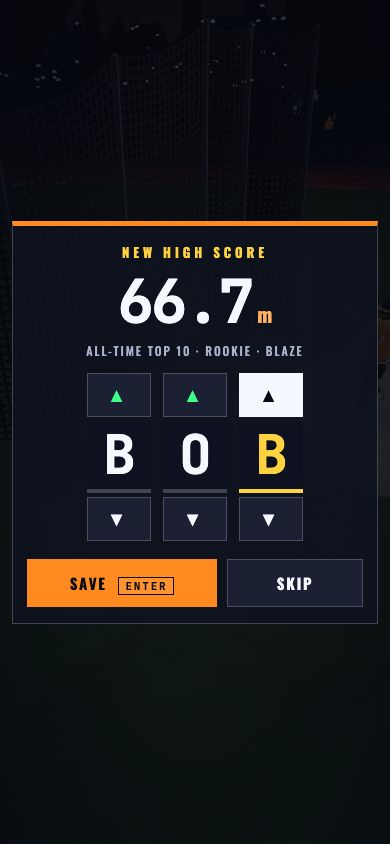 NEW HIGH SCORE
66.7m
ALL-TIME TOP 10 · ROOKIE · BLAZE
▲ ▲ ▲
B O B
▼ ▼ ▼
SAVE ENTER SKIP